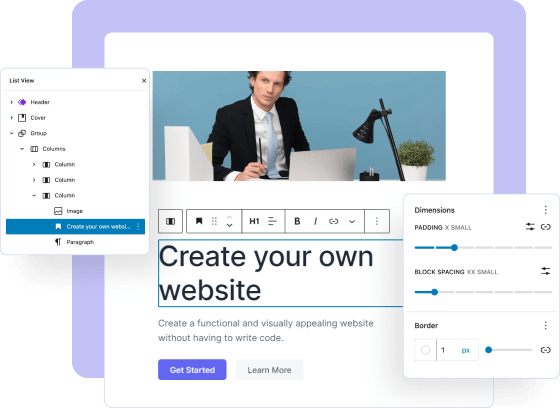 List View
Header
Cover
Group
Columns
Column
Column
Column
Image
Create your own websi...
Paragraph
H1
B
I
Create your own
website
Create a functional and visually appealing website
without having to write code.
Get Started
Learn More
Dimensions
PADDING X SMALL
BLOCK SPACING XX SMALL
Border
1 px